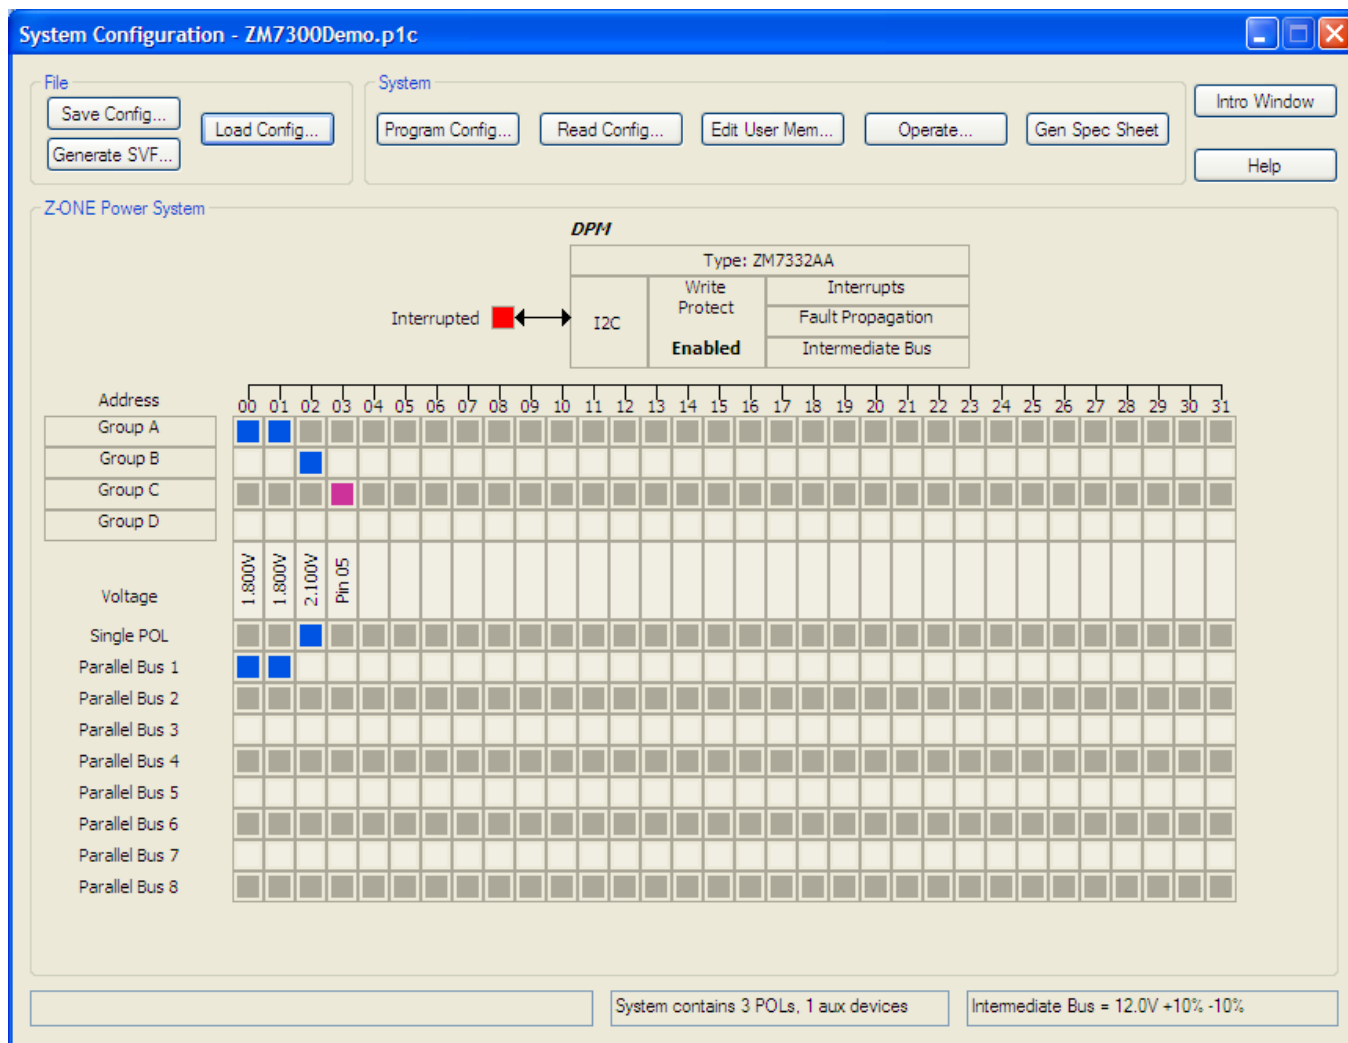 System Configuration - ZM7300Demo.p1c
File
System
Save Config...
Load Config...
Generate SVF...
Program Config...
Read Config...
Edit User Mem...
Operate...
Gen Spec Sheet
Intro Window
Help
Z-ONE Power System
DPM
Type: ZM7332AA
Interrupted
I2C
Write
Protect
Enabled
Interrupts
Fault Propagation
Intermediate Bus
Address 00 01 02 03 04 05 06 07 08 09 10 11 12 13 14 15 16 17 18 19 20 21 22 23 24 25 26 27 28 29 30 31
Group A
Group B
Group C
Group D
Voltage 1.800V 1.800V 2.100V Pin 05
Single POL
Parallel Bus 1
Parallel Bus 2
Parallel Bus 3
Parallel Bus 4
Parallel Bus 5
Parallel Bus 6
Parallel Bus 7
Parallel Bus 8
System contains 3 POLs, 1 aux devices
Intermediate Bus = 12.0V +10% -10%